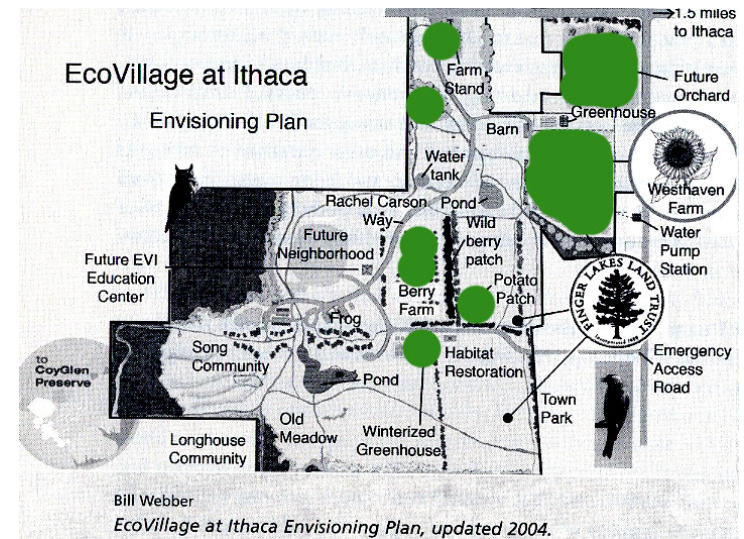 1.5 miles
to Ithaca
EcoVillage at Ithaca
Envisioning Plan
Farm
Stand
Future
Orchard
Greenhouse
Barn
Water
tank
Westhaven
Farm
Rachel Carson
Way
Pond
Wild
berry
patch
Future
Neighborhood
Water
Pump
Station
Future EVI
Education
Center
Potato
Patch
Berry
Farm
FINGER LAKES LAND TRUST
Incorporated 1989
Frog
Song
Community
to
CoyGlen
Preserve
Pond
Habitat
Restoration
Emergency
Access
Road
Old
Meadow
Winterized
Greenhouse
Town
Park
Longhouse
Community
Bill Webber
EcoVillage at Ithaca Envisioning Plan, updated 2004.